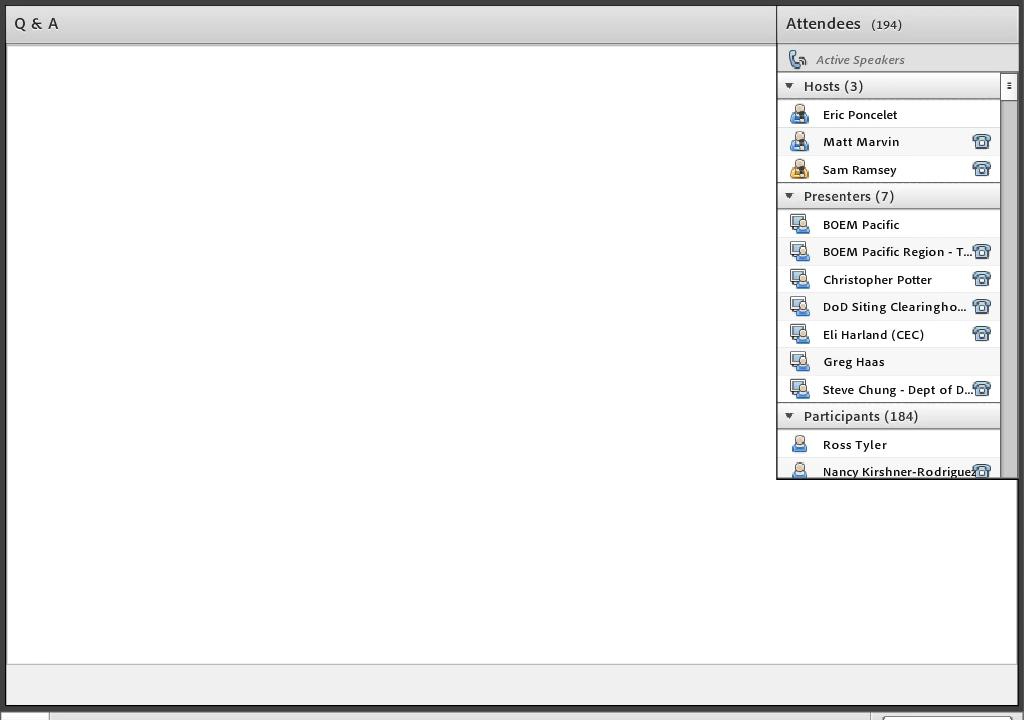 Q & A
Attendees (194)
Active Speakers
Hosts (3)
Eric Poncelet
Matt Marvin
Sam Ramsey
Presenters (7)
BOEM Pacific
BOEM Pacific Region - T...
Christopher Potter
DoD Siting Clearingho...
Eli Harland (CEC)
Greg Haas
Steve Chung - Dept of D...
Participants (184)
Ross Tyler
Nancy Kirshner-Rodriguez